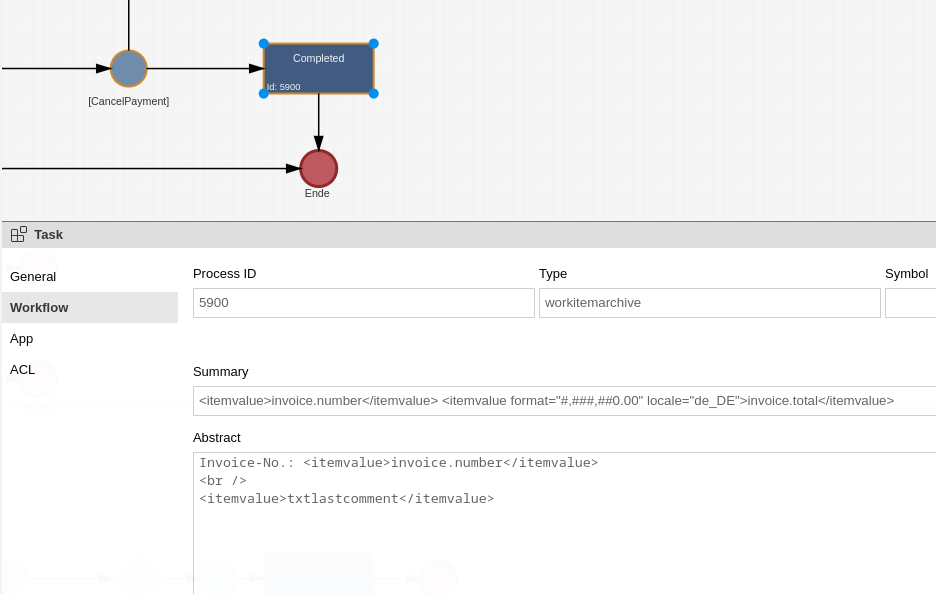 Completed
Id: 5900
[CancelPayment]
Ende
Task
General
Workflow
App
ACL
Process ID
Type
Symbol
5900
workitemarchive
Summary
<itemvalue>invoice.number</itemvalue> <itemvalue format="#,###,##0.00" locale="de_DE">invoice.total</itemvalue>
Abstract
Invoice-No.: <itemvalue>invoice.number</itemvalue>
<br />
<itemvalue>txtlastcomment</itemvalue>